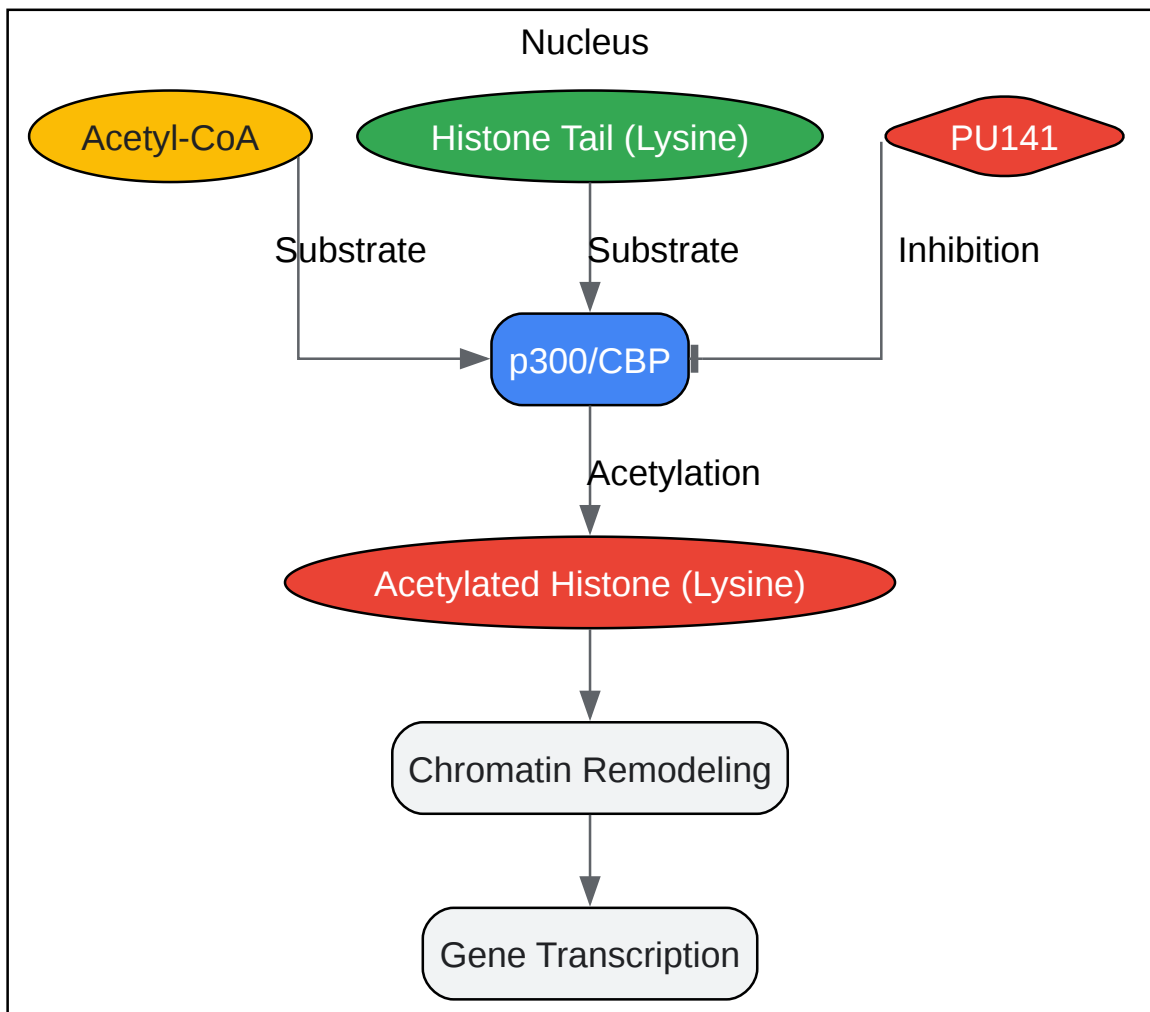 Nucleus
Acetyl-CoA
Histone Tail (Lysine)
PU141
Substrate
Substrate
Inhibition
p300/CBP
Acetylation
Acetylated Histone (Lysine)
Chromatin Remodeling
Gene Transcription